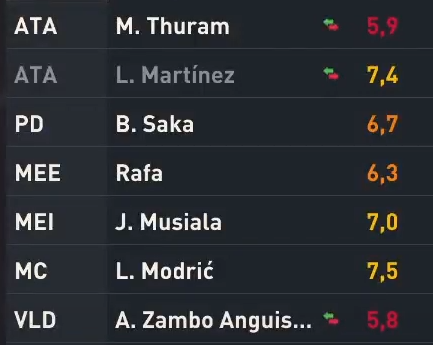 ATA M. Thuram 5,9
ATA L. Martínez 7,4
PD B. Saka 6,7
MEE Rafa 6,3
MEI J. Musiala 7,0
MC L. Modrić 7,5
VLD A. Zambo Anguis... 5,8